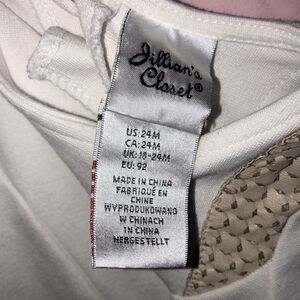 Jillian's
Closet®
US: 24M
CA: 24M
UK: 18-24M
EU: 92
MADE IN CHINA
FABRIQUÉ EN
CHINE
WYPRODUKOWANO
W CHINACH
IN CHINA
HERGESTELLT